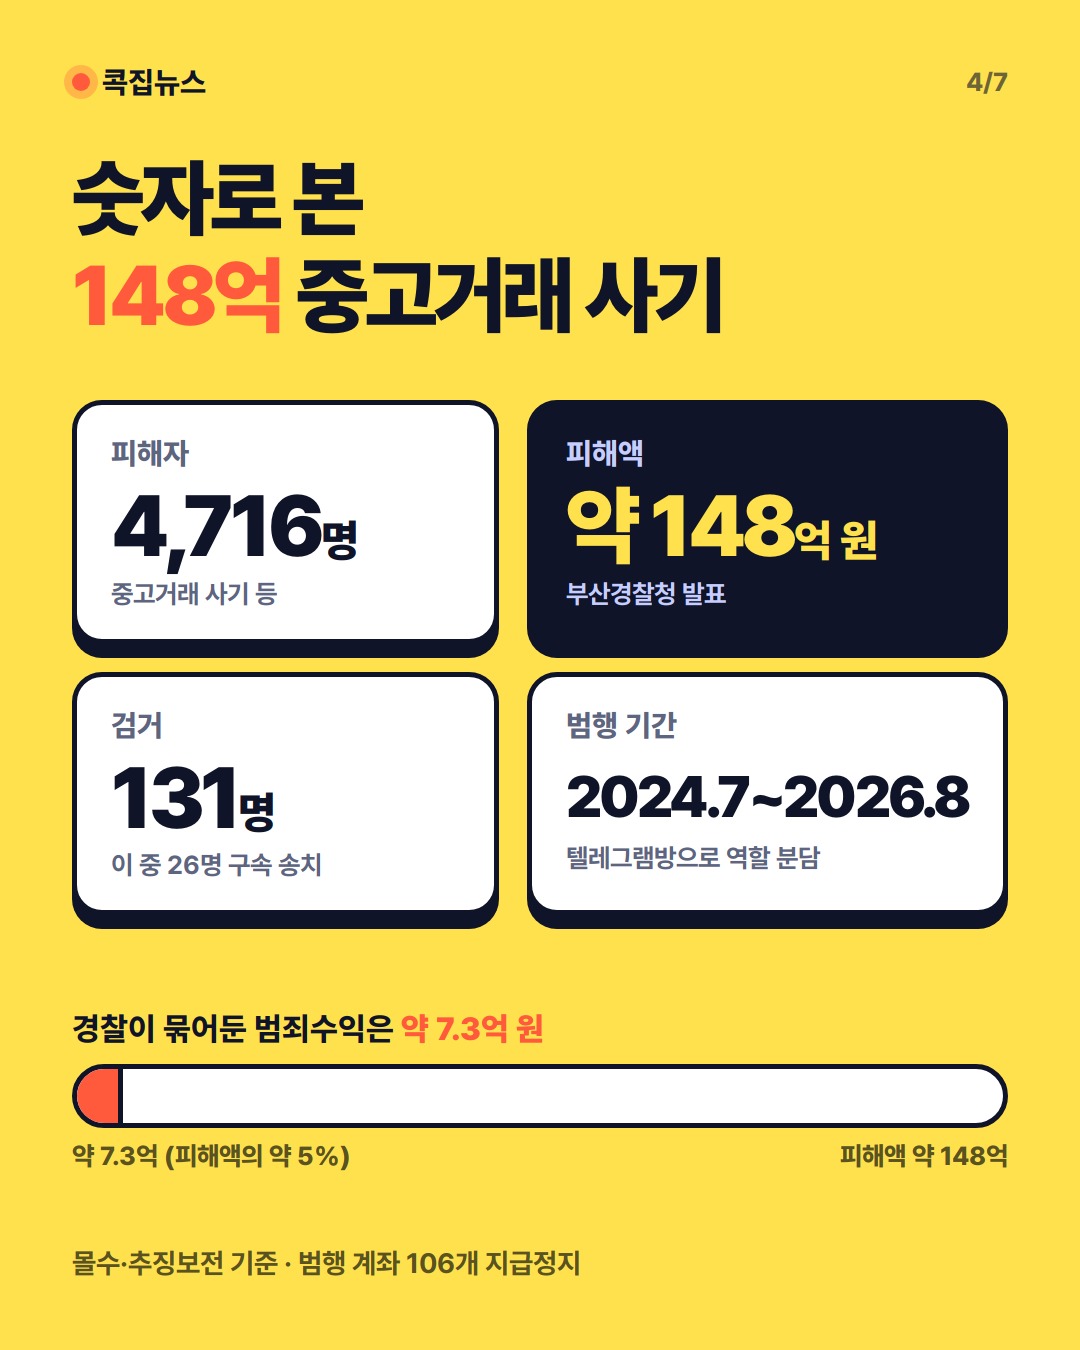 콕집뉴스
4/7
숫자로 본
148억 중고거래 사기
피해자
4,716명
중고거래 사기 등
피해액
약 148억 원
부산경찰청 발표
검거
131명
이 중 26명 구속 송치
범행 기간
2024.7~2026.8
텔레그램방으로 역할 분담
경찰이 묶어둔 범죄수익은 약 7.3억 원
약 7.3억 (피해액의 약 5%)
피해액 약 148억
몰수·추징보전 기준 · 범행 계좌 106개 지급정지